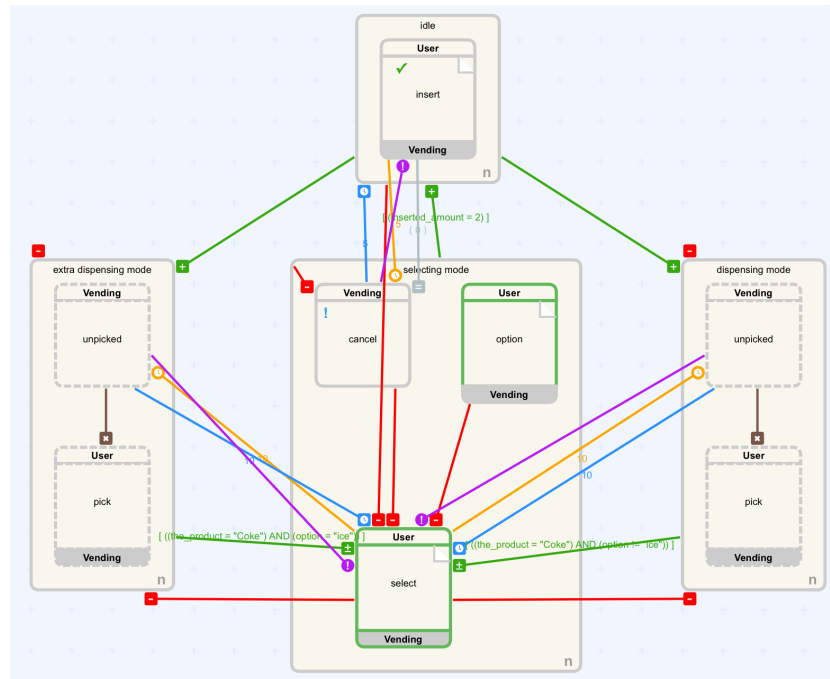 idle
User
insert
Vending
n
[ (inserted_amount = 2) ]
5
( 0 )
5
extra dispensing mode
Vending
unpicked
User
pick
Vending
n
selecting mode
Vending
!
cancel
User
option
Vending
dispensing mode
Vending
unpicked
User
pick
Vending
n
10
10
10
10
[ ((the_product = "Coke") AND (option = "ice")) ]
[ ((the_product = "Coke") AND (option != "ice")) ]
User
select
Vending
n